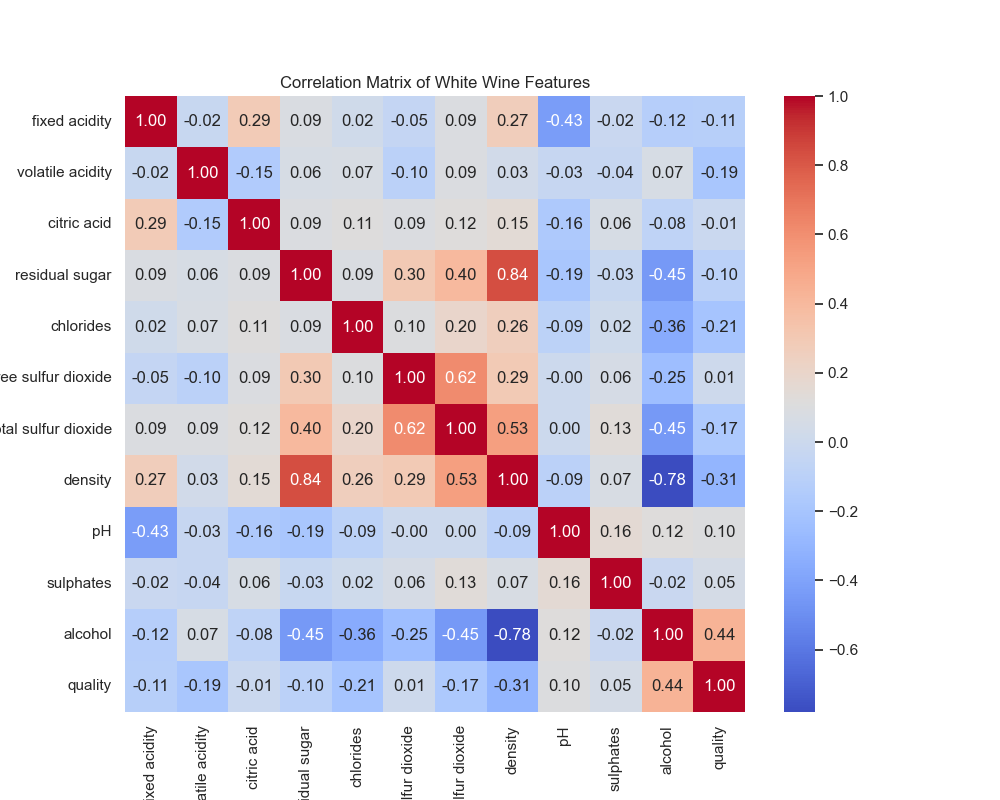 Correlation Matrix of White Wine Features
fixed acidity 1.00 -0.02 0.29 0.09 0.02 -0.05 0.09 0.27 -0.43 -0.02 -0.12 -0.11
volatile acidity -0.02 1.00 -0.15 0.06 0.07 -0.10 0.09 0.03 -0.03 -0.04 0.07 -0.19
citric acid 0.29 -0.15 1.00 0.09 0.11 0.09 0.12 0.15 -0.16 0.06 -0.08 -0.01
residual sugar 0.09 0.06 0.09 1.00 0.09 0.30 0.40 0.84 -0.19 -0.03 -0.45 -0.10
chlorides 0.02 0.07 0.11 0.09 1.00 0.10 0.20 0.26 -0.09 0.02 -0.36 -0.21
ree sulfur dioxide -0.05 -0.10 0.09 0.30 0.10 1.00 0.62 0.29 -0.00 0.06 -0.25 0.01
otal sulfur dioxide 0.09 0.09 0.12 0.40 0.20 0.62 1.00 0.53 0.00 0.13 -0.45 -0.17
density 0.27 0.03 0.15 0.84 0.26 0.29 0.53 1.00 -0.09 0.07 -0.78 -0.31
pH -0.43 -0.03 -0.16 -0.19 -0.09 -0.00 0.00 -0.09 1.00 0.16 0.12 0.10
sulphates -0.02 -0.04 0.06 -0.03 0.02 0.06 0.13 0.07 0.16 1.00 -0.02 0.05
alcohol -0.12 0.07 -0.08 -0.45 -0.36 -0.25 -0.45 -0.78 0.12 -0.02 1.00 0.44
quality -0.11 -0.19 -0.01 -0.10 -0.21 0.01 -0.17 -0.31 0.10 0.05 0.44 1.00
ixed acidity
atile acidity
citric acid
idual sugar
chlorides
lfur dioxide
lfur dioxide
density
pH
sulphates
alcohol
quality
1.0
0.8
0.6
0.4
0.2
0.0
−0.2
−0.4
−0.6